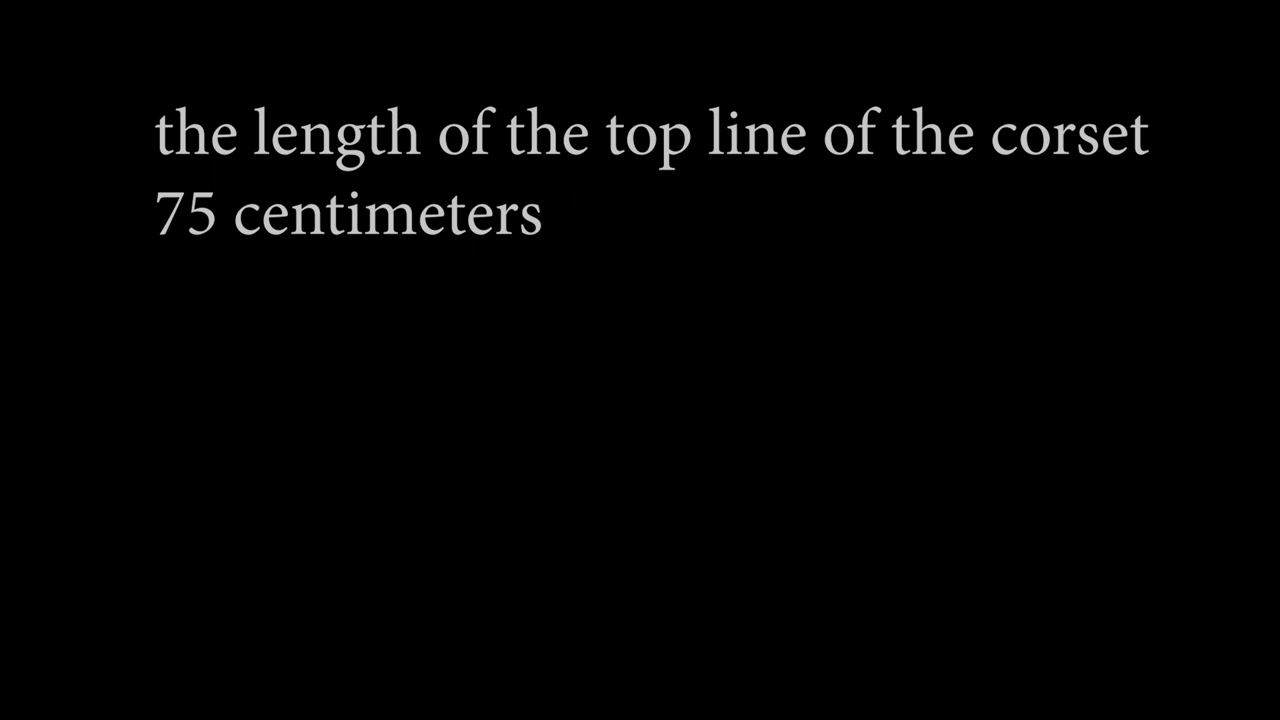 the length of the top line of the corset
75 centimeters